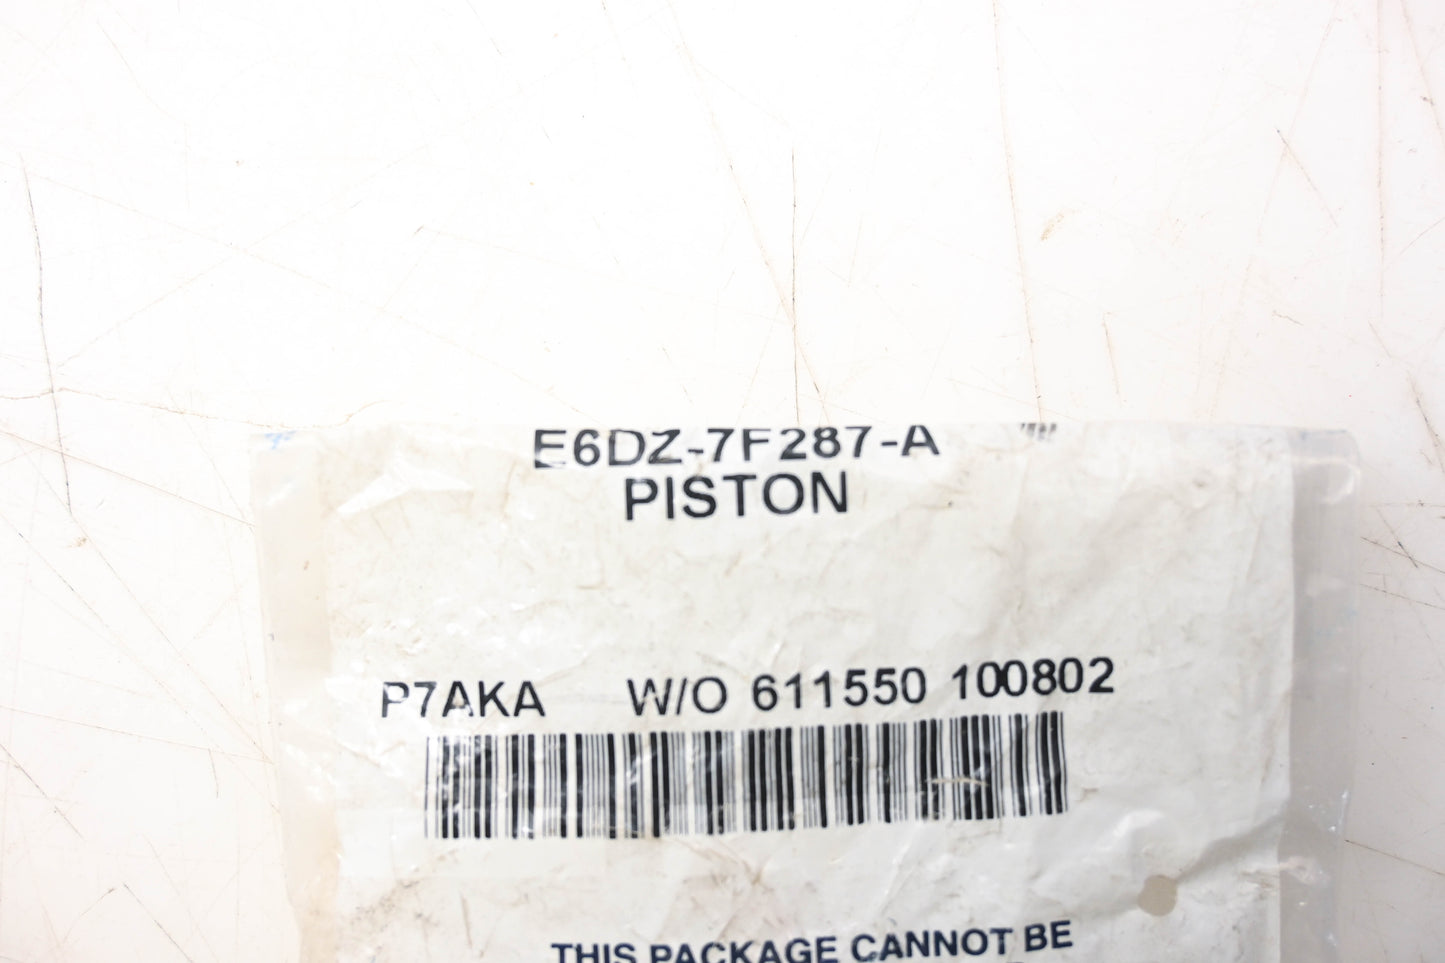 E6DZ-7F287-A
PISTON
P7AKA W/O 611550 100802
THIS PACKAGE CANNOT BE